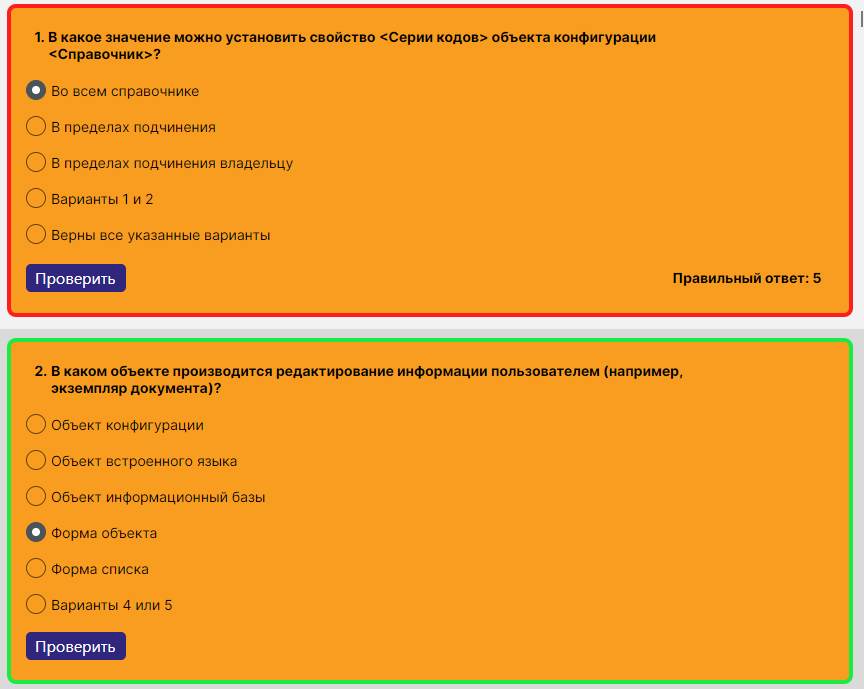 1. В какое значение можно установить свойство <Серии кодов> объекта конфигурации
<Справочник>?
Во всем справочнике
В пределах подчинения
В пределах подчинения владельцу
Варианты 1 и 2
Верны все указанные варианты
Проверить
Правильный ответ: 5
2. В каком объекте производится редактирование информации пользователем (например,
экземпляр документа)?
Объект конфигурации
Объект встроенного языка
Объект информационный базы
Форма объекта
Форма списка
Варианты 4 или 5
Проверить